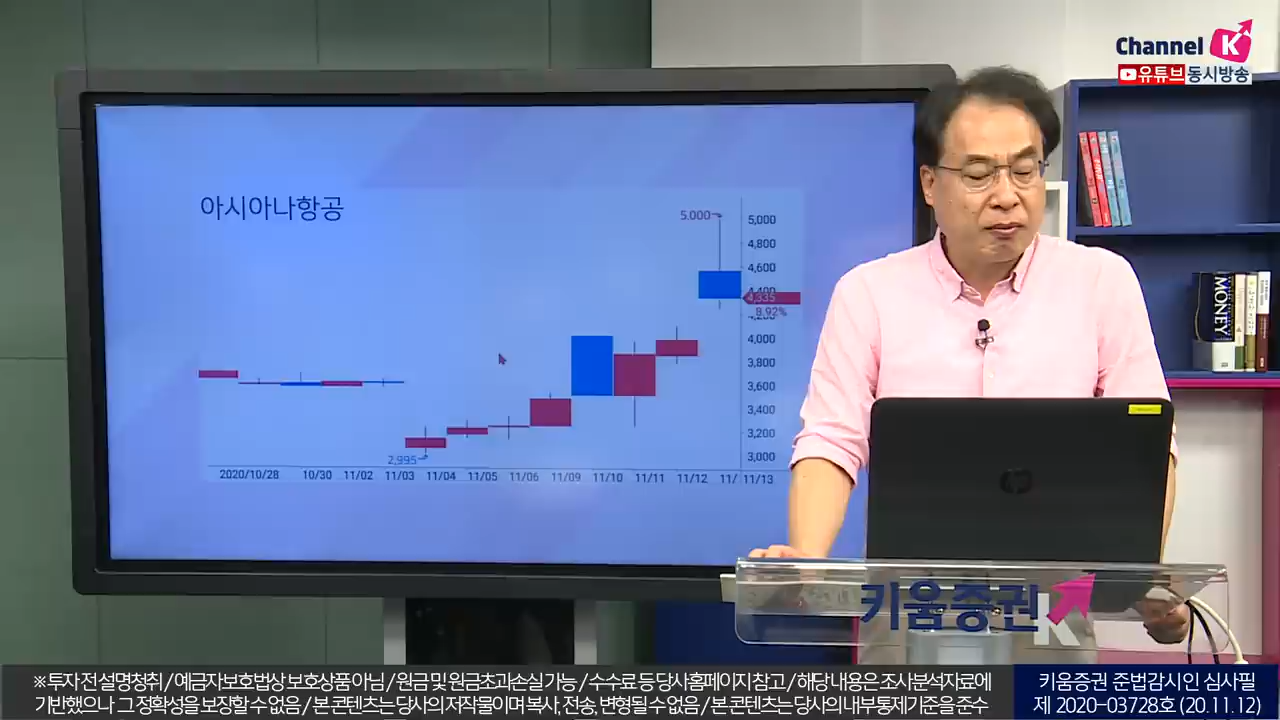 Channel K
유튜브동시방송
아시아나항공
5,000
5,000
4,800
4,600
4,400
4,335
8.92%
4,200
4,000
3,800
3,600
3,400
3,200
3,000
2,995
2020/10/28 10/30 11/02 11/03 11/04 11/05 11/06 11/09 11/10 11/11 11/12 11/ 11/13
MONEY
키움증권 K
※ 투자 전 설명청취 / 예금자보호법상 보호상품 아님 / 원금 및 원금초과손실 가능 / 수수료 등 당사홈페이지 참고 / 해당 내용은 조사분석자료에
기반했으나 그 정확성을 보장할 수 없음 / 본 콘텐츠는 당사의 저작물이며 복사, 전송, 변형될 수 없음 / 본 콘텐츠는 당사의 내부통제기준을 준수
키움증권 준법감시인 심사필
제 2020-03728호 (20.11.12)